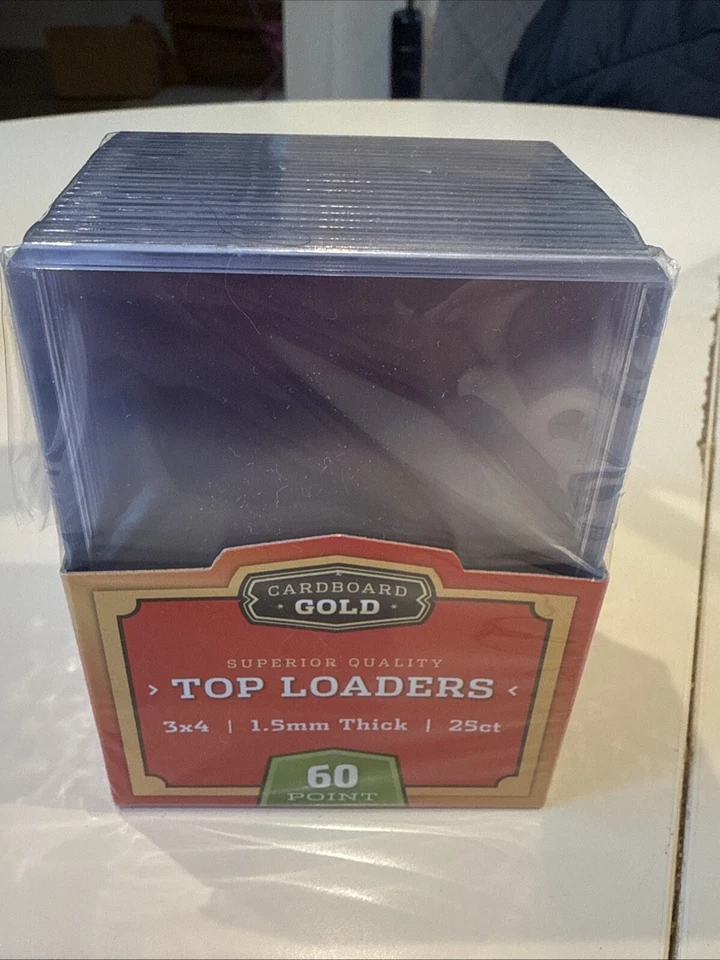 CARDBOARD
GOLD
SUPERIOR QUALITY
› TOP LOADERS ‹
3x4 | 1.5mm Thick | 25ct
60
POINT